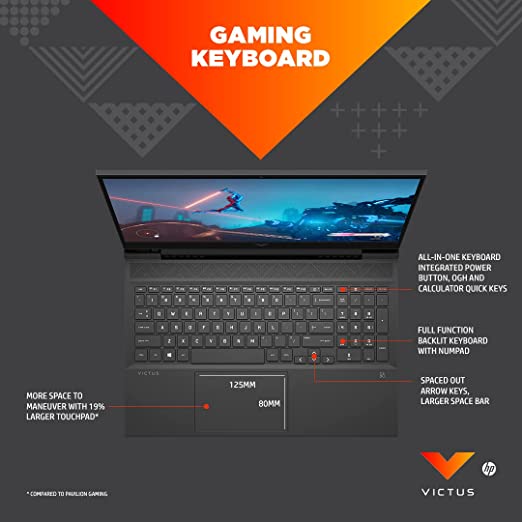 GAMING
KEYBOARD
ALL-IN-ONE KEYBOARD
INTEGRATED POWER
BUTTON, OGH AND
CALCULATOR QUICK KEYS
FULL FUNCTION
BACKLIT KEYBOARD
WITH NUMPAD
SPACED OUT
ARROW KEYS,
LARGER SPACE BAR
VICTUS
125MM
80MM
MORE SPACE TO
MANEUVER WITH 19%
LARGER TOUCHPAD*
hp
VICTUS
* COMPARED TO PAVILION GAMING